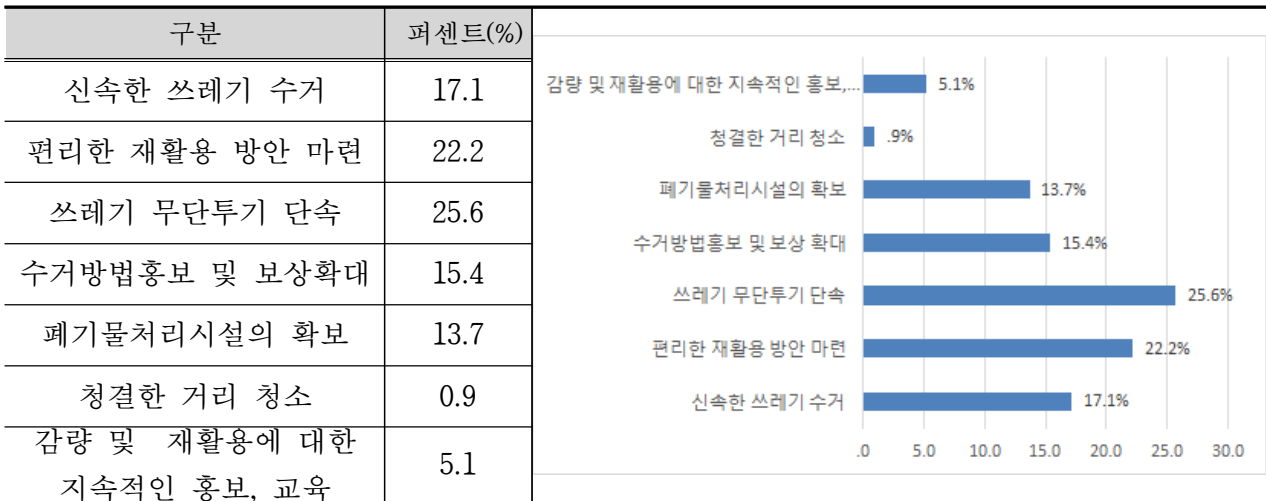 구분 퍼센트(%)
신속한 쓰레기 수거 17.1
편리한 재활용 방안 마련 22.2
쓰레기 무단투기 단속 25.6
수거방법홍보 및 보상확대 15.4
폐기물처리시설의 확보 13.7
청결한 거리 청소 0.9
감량 및 재활용에 대한
지속적인 홍보, 교육 5.1
감량 및 재활용에 대한 지속적인 홍보,... 5.1%
청결한 거리 청소 .9%
폐기물처리시설의 확보 13.7%
수거방법홍보 및 보상 확대 15.4%
쓰레기 무단투기 단속 25.6%
편리한 재활용 방안 마련 22.2%
신속한 쓰레기 수거 17.1%
.0 5.0 10.0 15.0 20.0 25.0 30.0